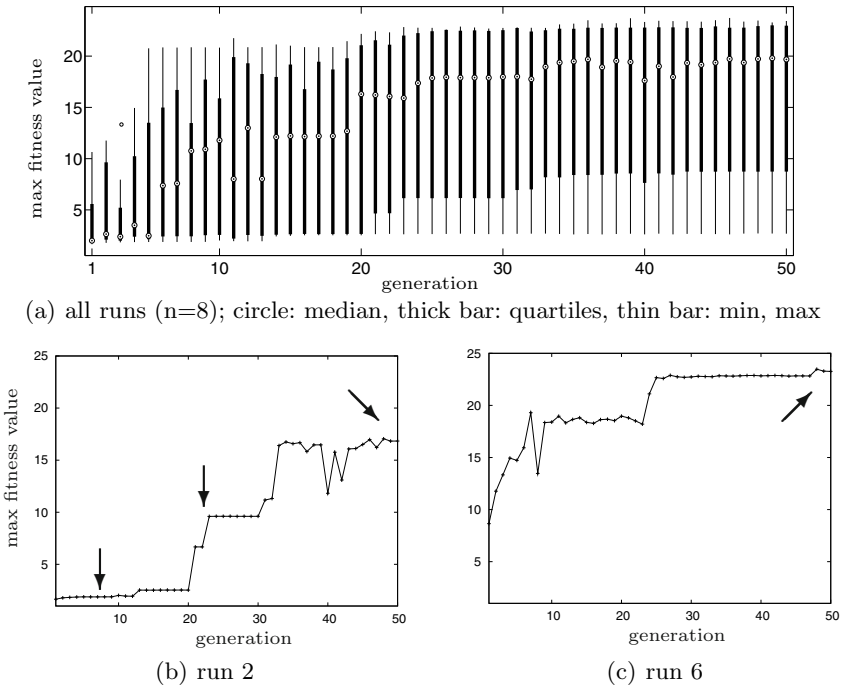 max fitness value
20
15
10
5
1 10 20 30 40 50
generation
(a) all runs (n=8); circle: median, thick bar: quartiles, thin bar: min, max
max fitness value
25
20
15
10
5
10 20 30 40 50
generation
(b) run 2
25
20
15
10
5
10 20 30 40 50
generation
(c) run 6